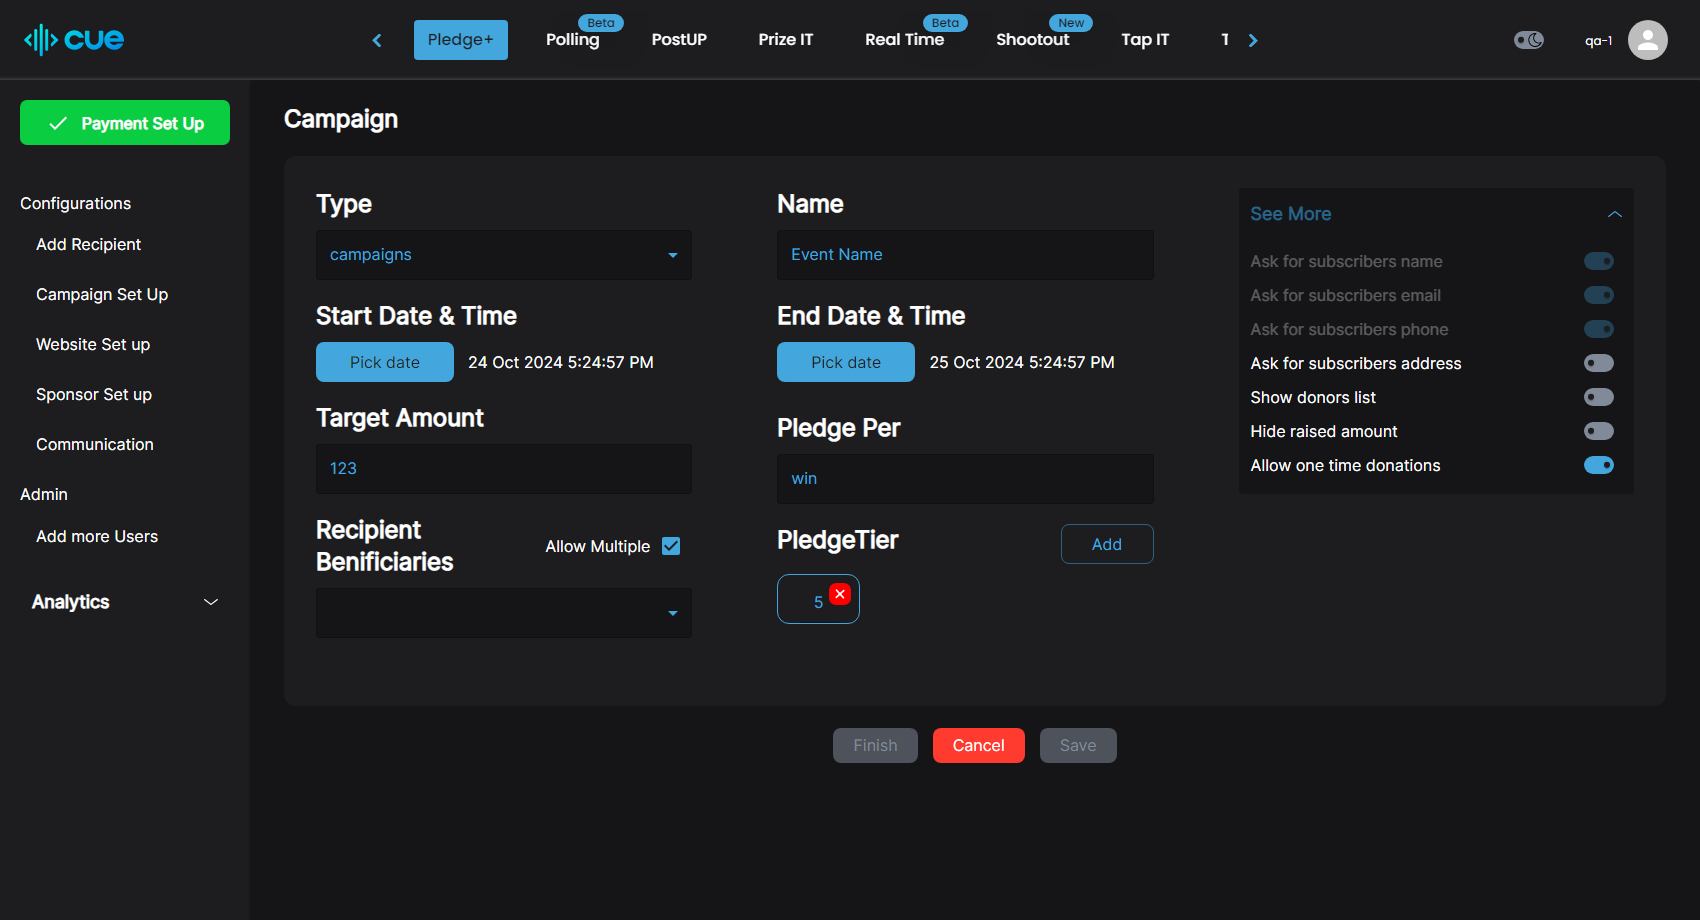 cue
Pledge+
Polling
Beta
PostUP
Prize IT
Real Time
Beta
Shootout
New
Tap IT
T
qa-1
Payment Set Up
Configurations
Add Recipient
Campaign Set Up
Website Set up
Sponsor Set up
Communication
Admin
Add more Users
Analytics
Campaign
Type
campaigns
Name
Event Name
Start Date & Time
Pick date
24 Oct 2024 5:24:57 PM
End Date & Time
Pick date
25 Oct 2024 5:24:57 PM
Target Amount
123
Pledge Per
win
Recipient
Benificiaries
Allow Multiple
PledgeTier
Add
5
See More
Ask for subscribers name
Ask for subscribers email
Ask for subscribers phone
Ask for subscribers address
Show donors list
Hide raised amount
Allow one time donations
Finish
Cancel
Save